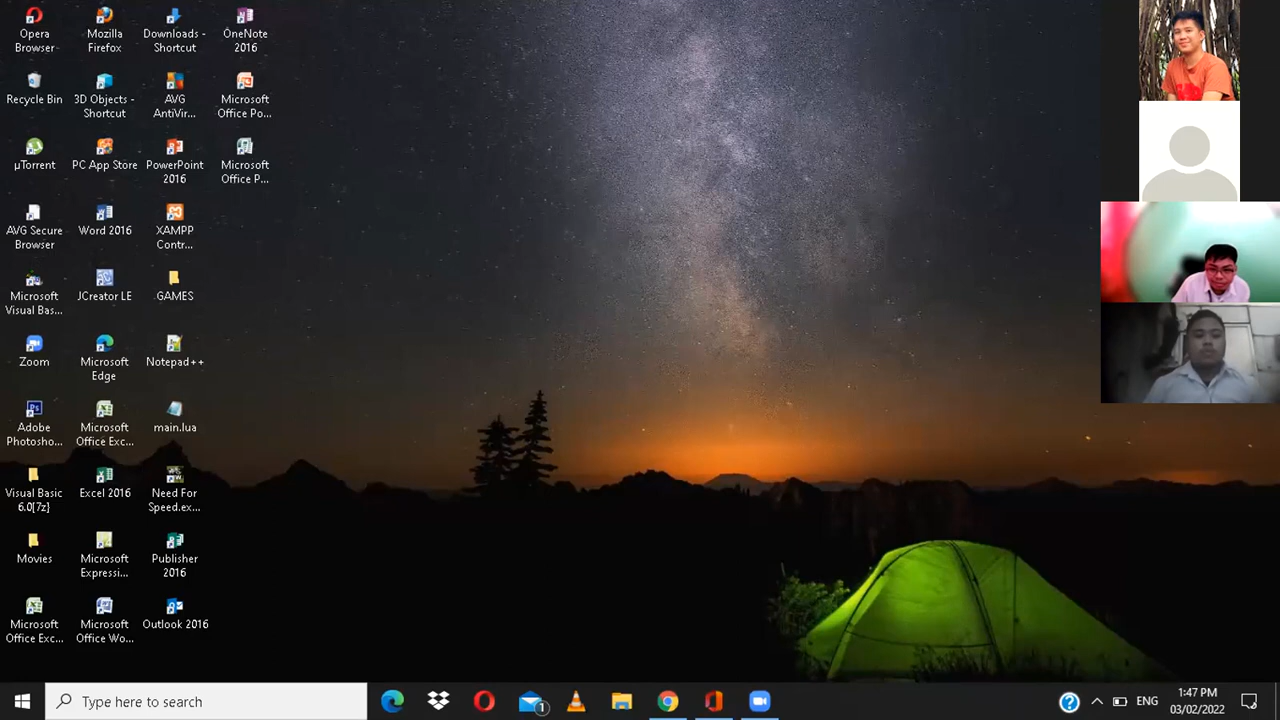 Opera
Browser
Mozilla
Firefox
Downloads -
Shortcut
OneNote
2016
Recycle Bin
3D Objects -
Shortcut
AVG
AntiVir...
Microsoft
Office Po...
µTorrent
PC App Store
PowerPoint
2016
Microsoft
Office P...
AVG Secure
Browser
Word 2016
XAMPP
Contr...
Microsoft
Visual Bas...
JCreator LE
GAMES
Zoom
Microsoft
Edge
Notepad++
Adobe
Photosho...
Microsoft
Office Exc...
main.lua
Visual Basic
6.0[7z]
Excel 2016
Need For
Speed.ex...
Movies
Microsoft
Expressi...
Publisher
2016
Microsoft
Office Exc...
Microsoft
Office Wo...
Outlook 2016
Type here to search
1
ENG
1:47 PM
03/02/2022